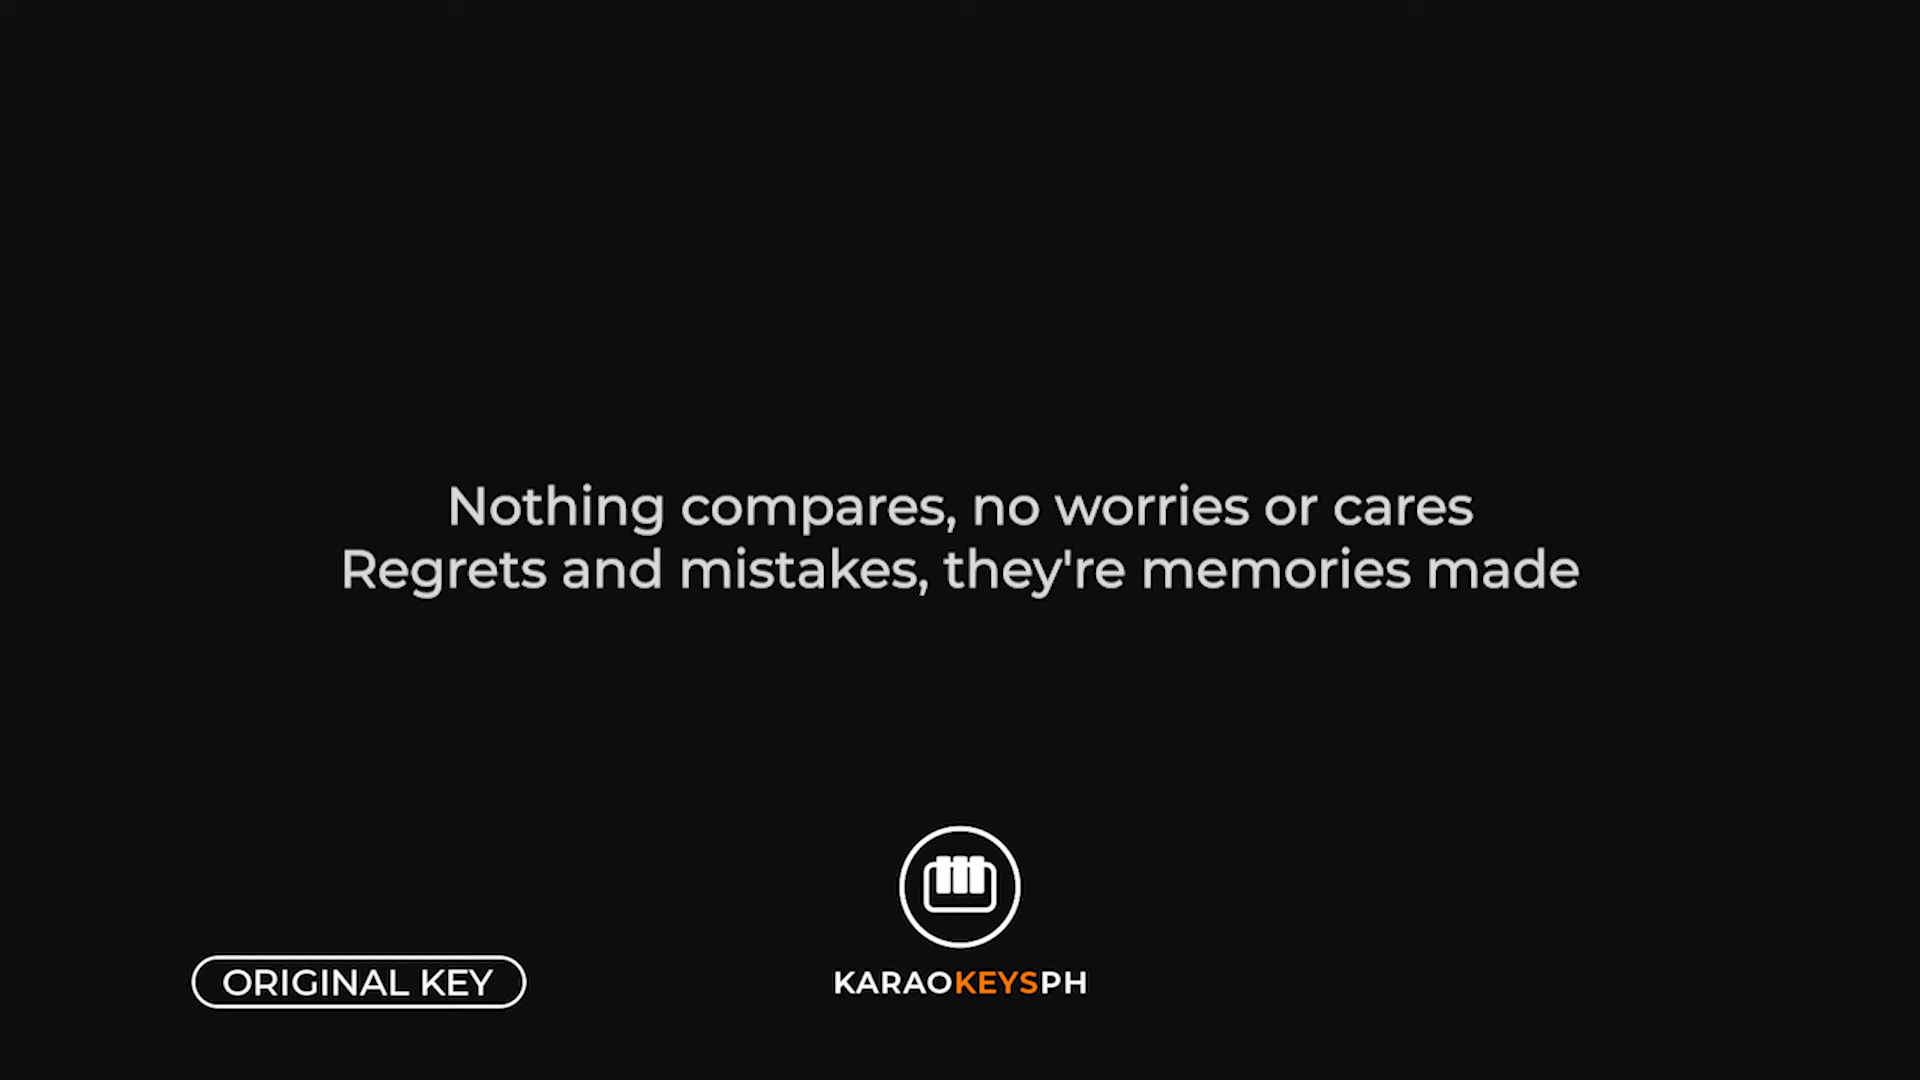 Nothing compares, no worries or cares
Regrets and mistakes, they're memories made
ORIGINAL KEY
KARAOKEYSPH